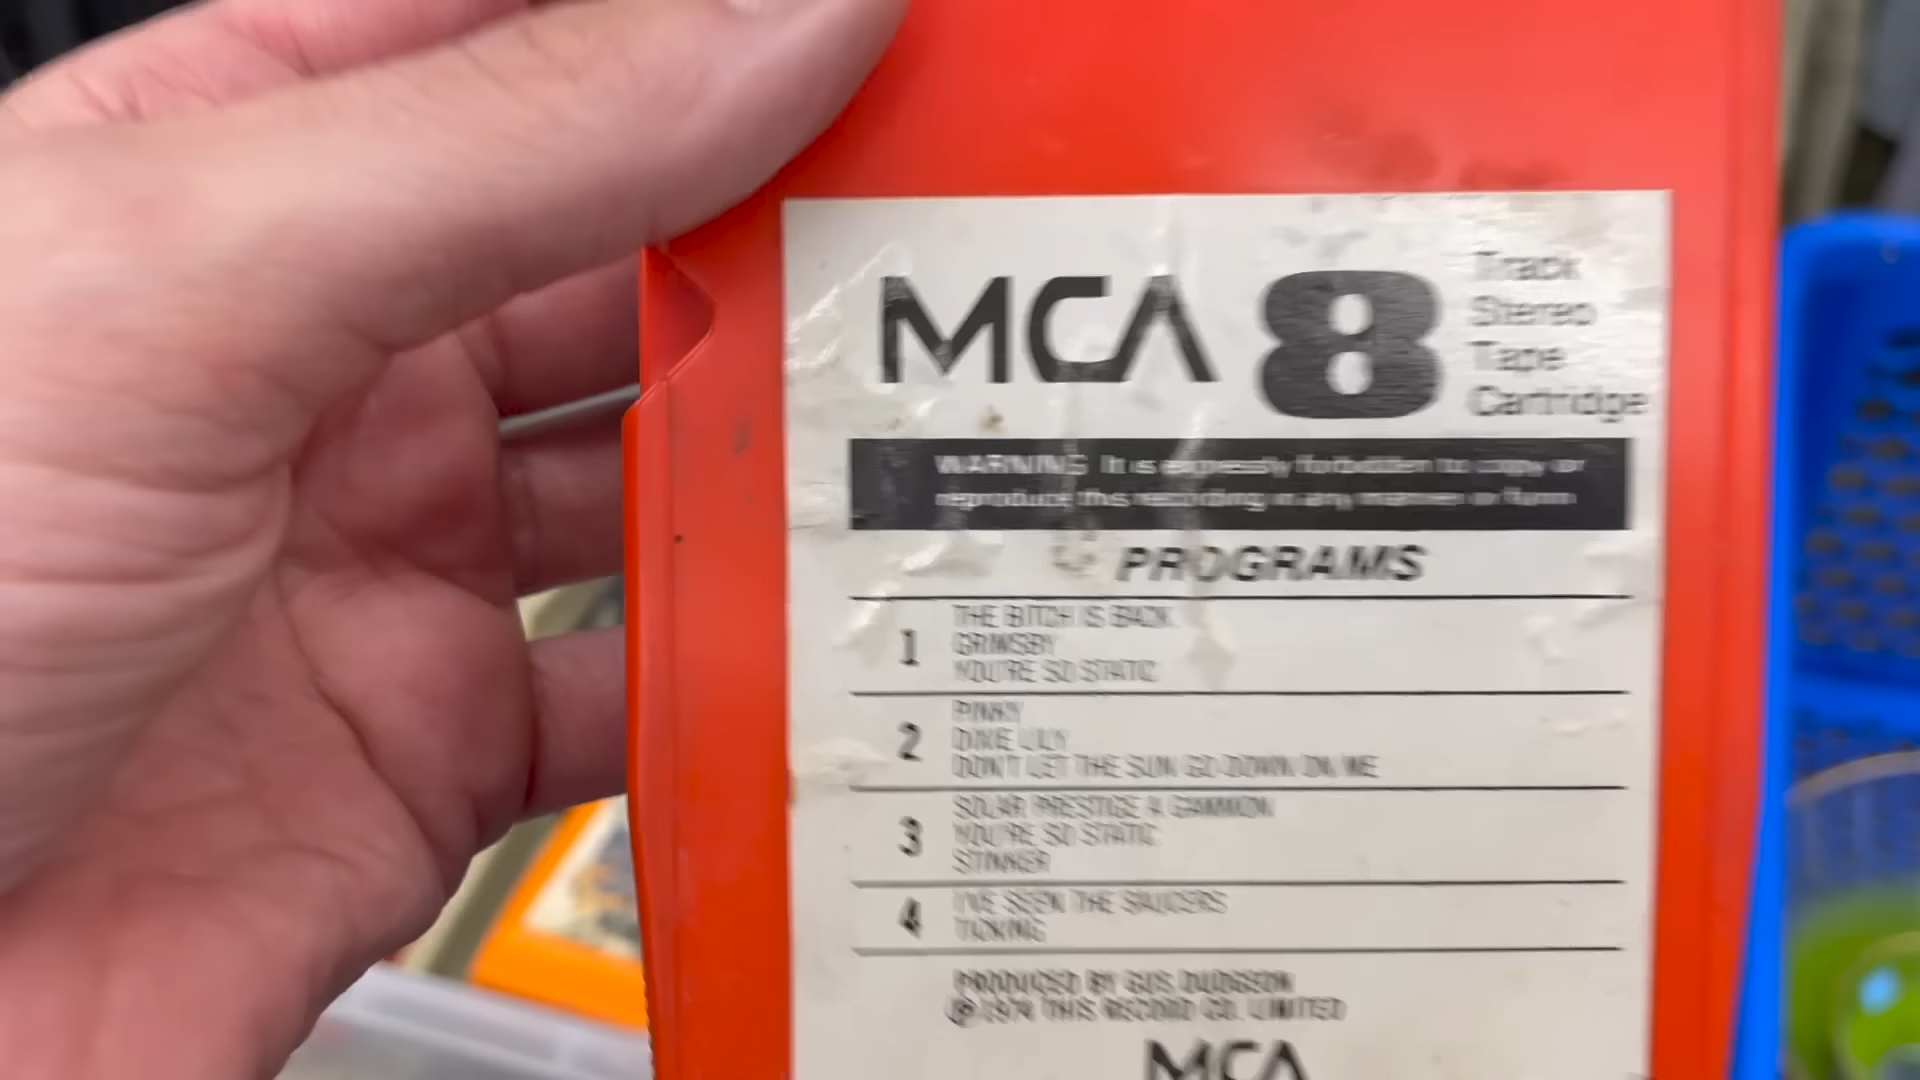 MCA 8 Track
Stereo
Tape
Cartridge
WARNING It is expressly forbidden to copy or
reproduce this recording in any manner or form
PROGRAMS
1 THE BITCH IS BACK
GRIMSBY
YOU'RE SO STATIC
2 PINKY
DIXIE LILY
DON'T LET THE SUN GO DOWN ON ME
3 SOLAR PRESTIGE A GAMMON
YOU'RE SO STATIC
STINKER
4 I'VE SEEN THE SAUCERS
TICKING
PRODUCED BY GUS DUDGEON
Ⓟ 1974 THIS RECORD CO. LIMITED
MCA